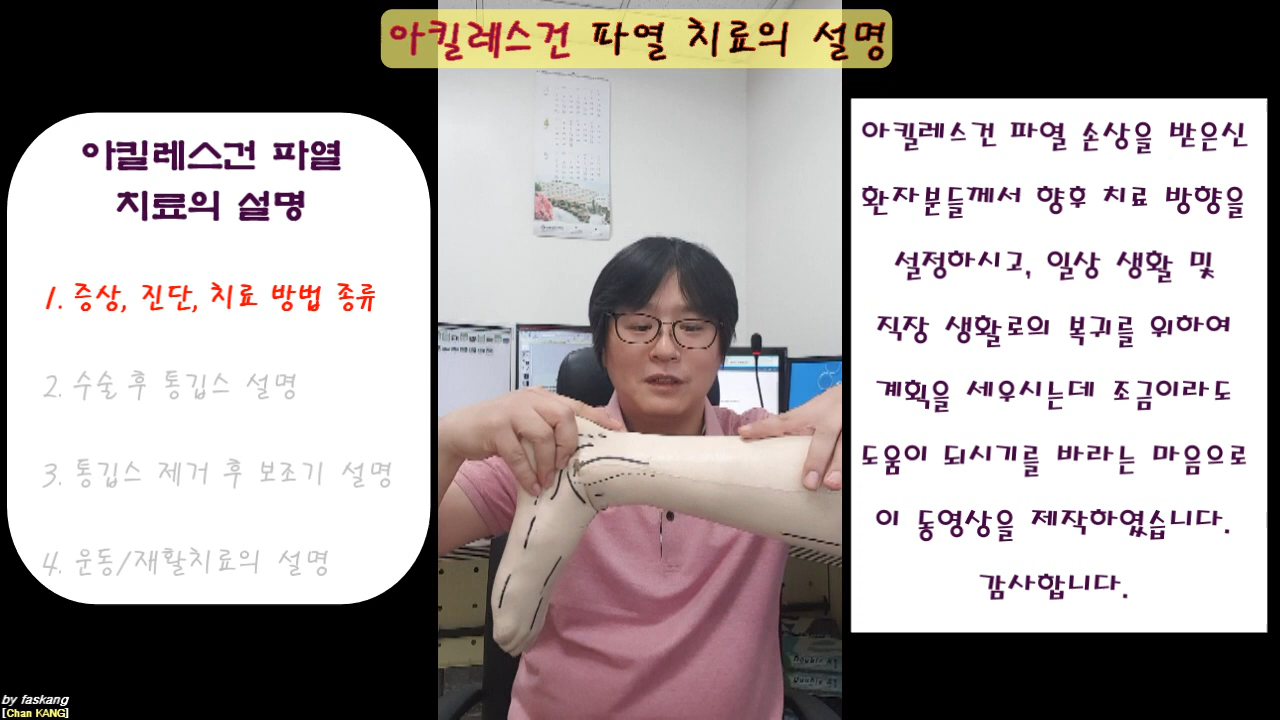 아킬레스건 파열 치료의 설명
아킬레스건 파열
치료의 설명
1. 증상, 진단, 치료 방법 종류
2. 수술 후 통깁스 설명
3. 통깁스 제거 후 보조기 설명
4. 운동/재활치료의 설명
아킬레스건 파열 손상을 받은신
환자분들께서 향후 치료 방향을
설정하시고, 일상 생활 및
직장 생활로의 복귀를 위하여
계획을 세우시는데 조금이라도
도움이 되시기를 바라는 마음으로
이 동영상을 제작하였습니다.
감사합니다.
by faskang
[Chan KANG]